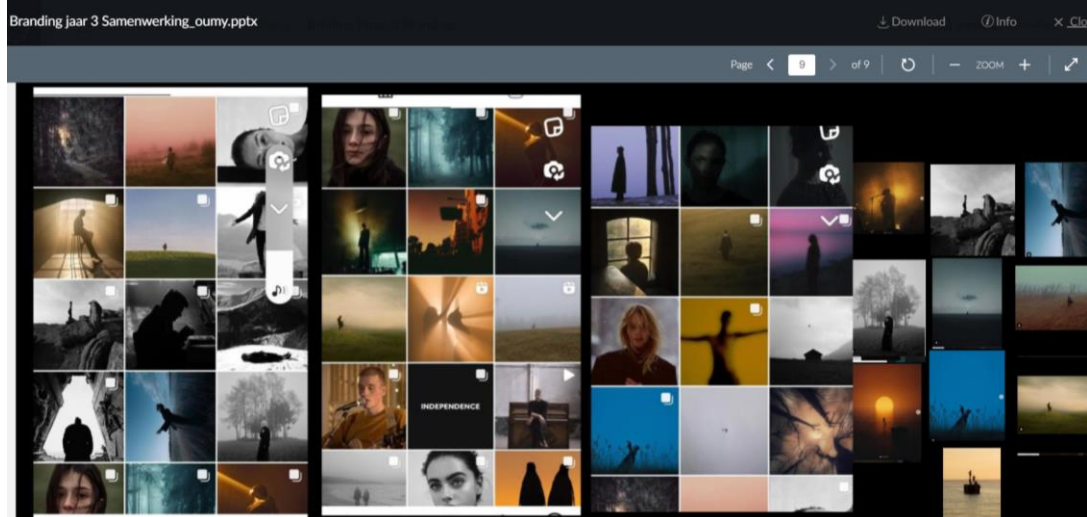 Branding jaar 3 Samenwerking_oumy.pptx
Download
Info
Clo
Page 9 of 9
ZOOM
INDEPENDENCE